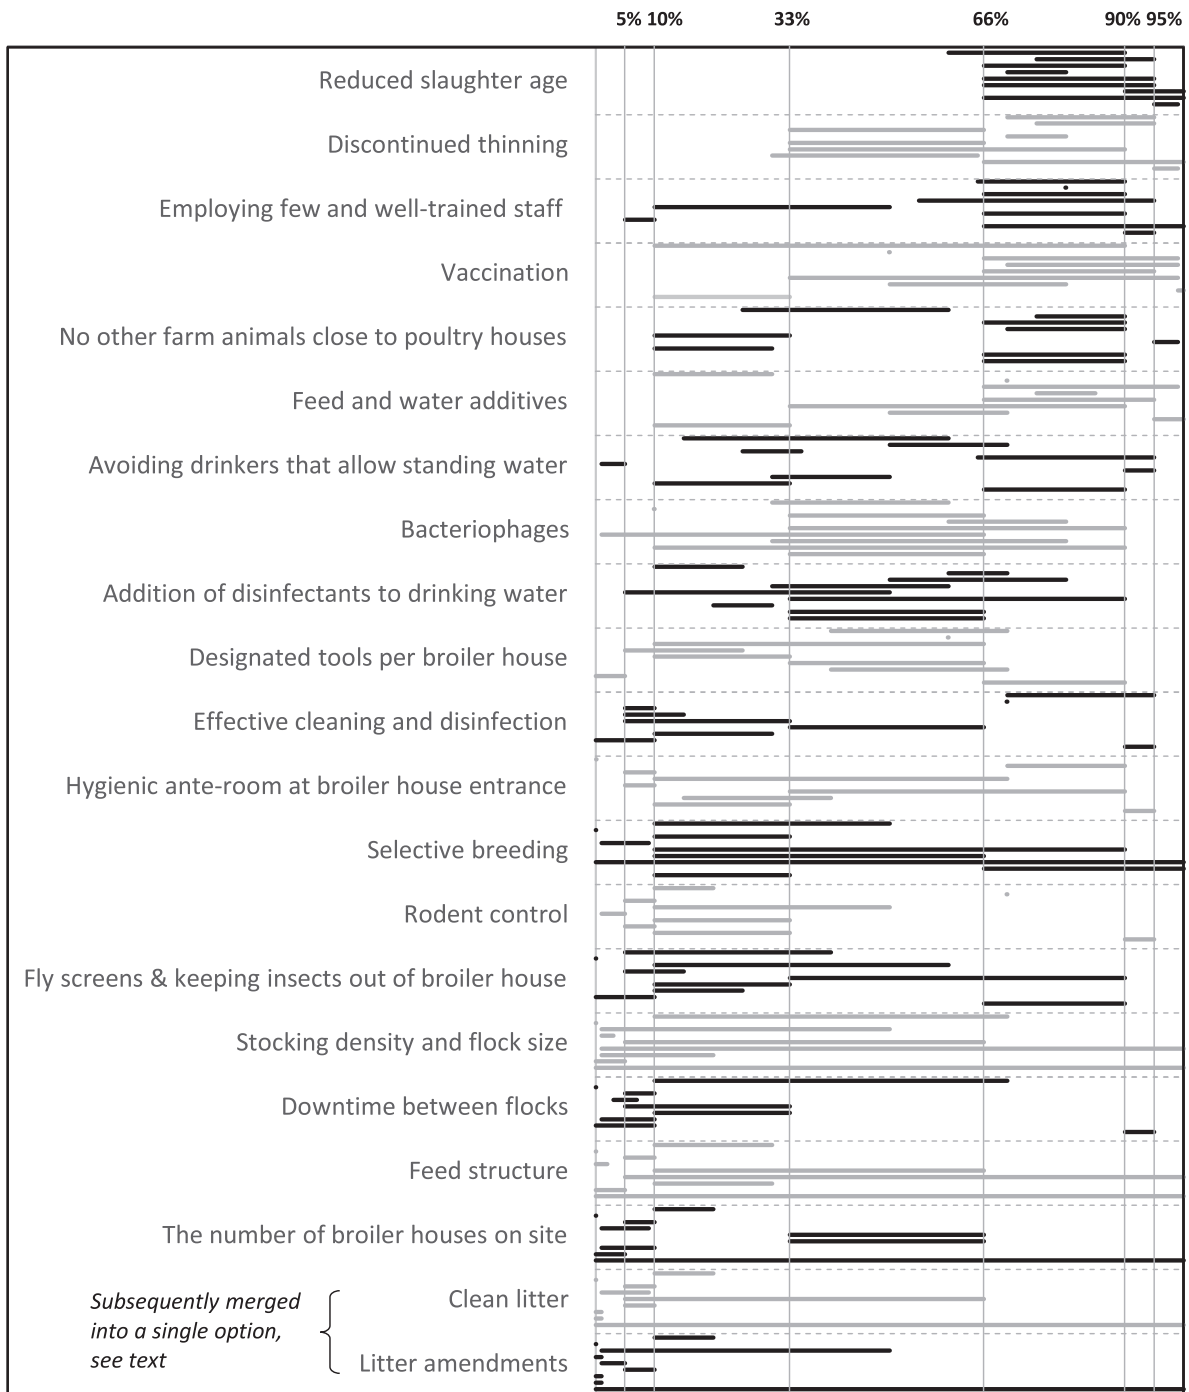 5% 10% 33% 66% 90% 95%
Reduced slaughter age
Discontinued thinning
Employing few and well-trained staff
Vaccination
No other farm animals close to poultry houses
Feed and water additives
Avoiding drinkers that allow standing water
Bacteriophages
Addition of disinfectants to drinking water
Designated tools per broiler house
Effective cleaning and disinfection
Hygienic ante-room at broiler house entrance
Selective breeding
Rodent control
Fly screens & keeping insects out of broiler house
Stocking density and flock size
Downtime between flocks
Feed structure
The number of broiler houses on site
Subsequently merged
into a single option,
see text
Clean litter
Litter amendments